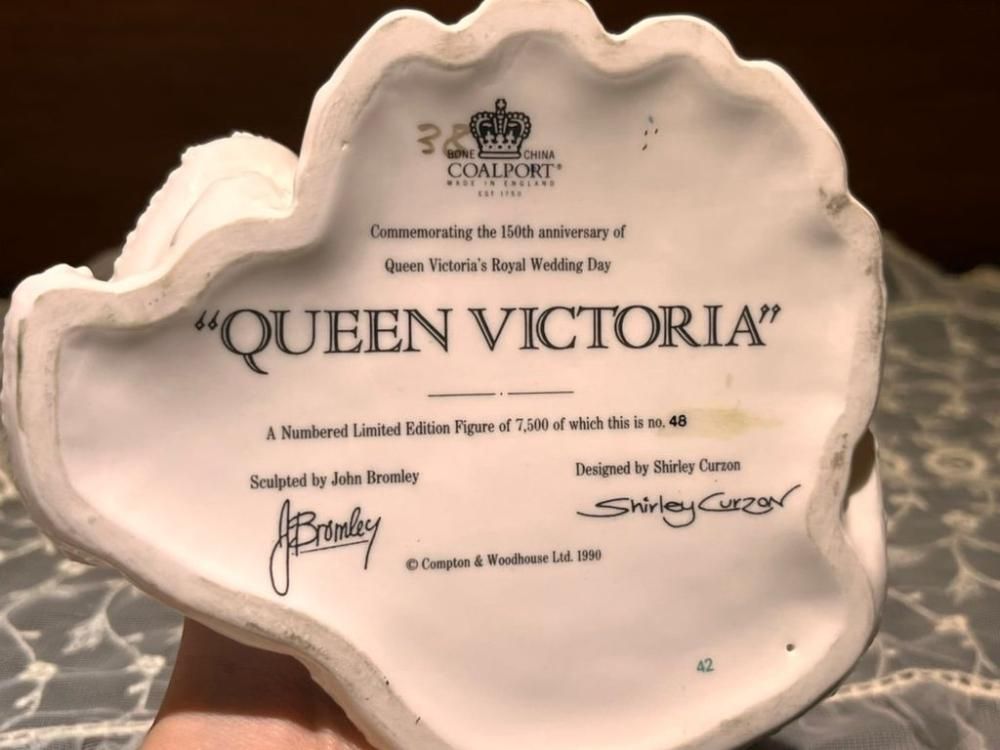 38
BONE CHINA
COALPORT®
MADE IN ENGLAND
EST 1750
Commemorating the 150th anniversary of
Queen Victoria's Royal Wedding Day
“QUEEN VICTORIA”
A Numbered Limited Edition Figure of 7,500 of which this is no. 48
Sculpted by John Bromley
Designed by Shirley Curzon
J Bromley
Shirley Curzon
© Compton & Woodhouse Ltd. 1990
42